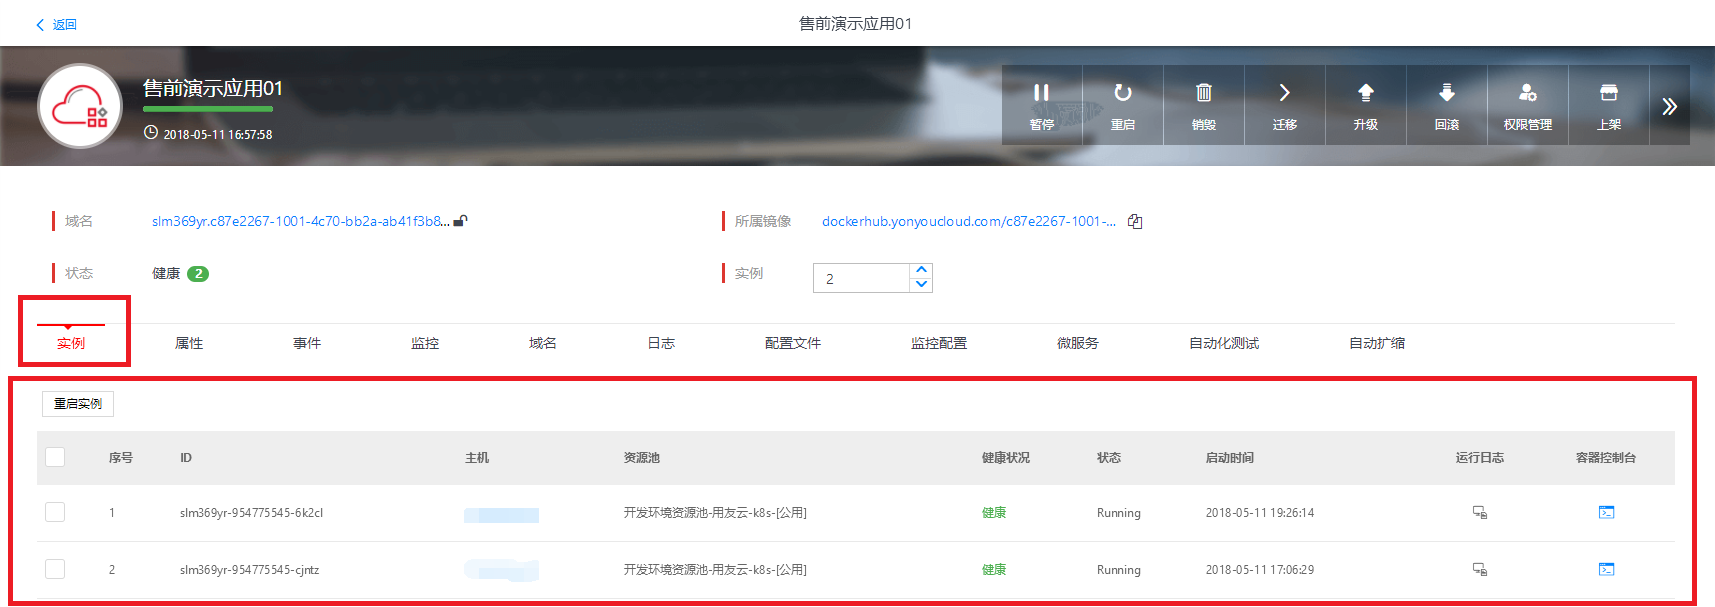 返回
售前演示应用01
售前演示应用01
2018-05-11 16:57:58
暂停 重启 销毁 迁移 升级 回滚 权限管理 上架
域名 slm369yr.c87e2267-1001-4c70-bb2a-ab41f3b8... 所属镜像 dockerhub.yonyoucloud.com/c87e2267-1001-...
状态 健康 2 实例 2
实例 属性 事件 监控 域名 日志 配置文件 监控配置 微服务 自动化测试 自动扩缩
重启实例
序号 ID 主机 资源池 健康状况 状态 启动时间 运行日志 容器控制台
1 slm369yr-954775545-6k2cl 开发环境资源池-用友云-k8s-[公用] 健康 Running 2018-05-11 19:26:14
2 slm369yr-954775545-cjntz 开发环境资源池-用友云-k8s-[公用] 健康 Running 2018-05-11 17:06:29